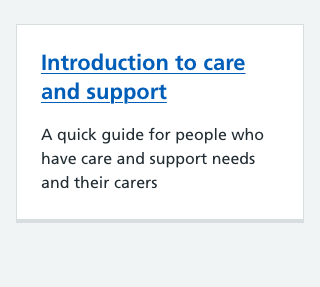 Introduction to care
and support
A quick guide for people who
have care and support needs
and their carers